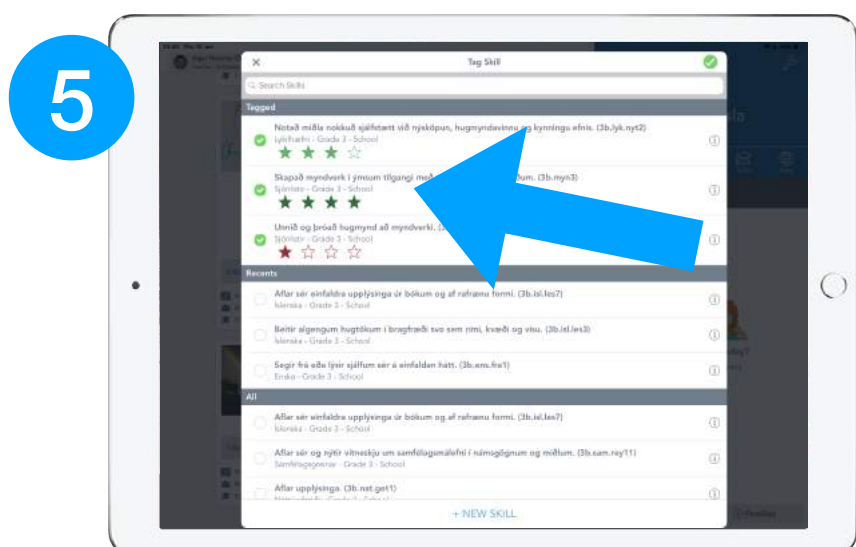 5
Tag Skill
Search Skills
Tagged
Notað miðla nokkuð sjálfstætt við nýsköpun, hugmyndavinnu og kynningu efnis. (3b.lyk.nyt2)
Lykilhæfni - Grade 3 - School
Skapað myndverk í ýmsum tilgangi með (3b.myn3)
Sjónlistir - Grade 3 - School
Unnið og þróað hugmynd að myndverki.
Sjónlistir - Grade 3 - School
Recents
Aflar sér einfaldra upplýsinga úr bókum og af rafrænu formi. (3b.isl.les7)
Íslenska - Grade 3 - School
Beitir algengum hugtökum í bragfræði svo sem rími, kvæði og vísu. (3b.isl.les3)
Íslenska - Grade 3 - School
Segir frá eða lýsir sjálfum sér á einfaldan hátt. (3b.ens.fra1)
Enska - Grade 3 - School
All
Aflar sér einfaldra upplýsinga úr bókum og af rafrænu formi. (3b.isl.les7)
Íslenska - Grade 3 - School
Aflar sér og nýtir vitneskju um samfélagsmálefni í námsgögnum og miðlum. (3b.sam.rey11)
Samfélagsgreinar - Grade 3 - School
Aflar upplýsinga. (3b.nat.get1)
+ NEW SKILL